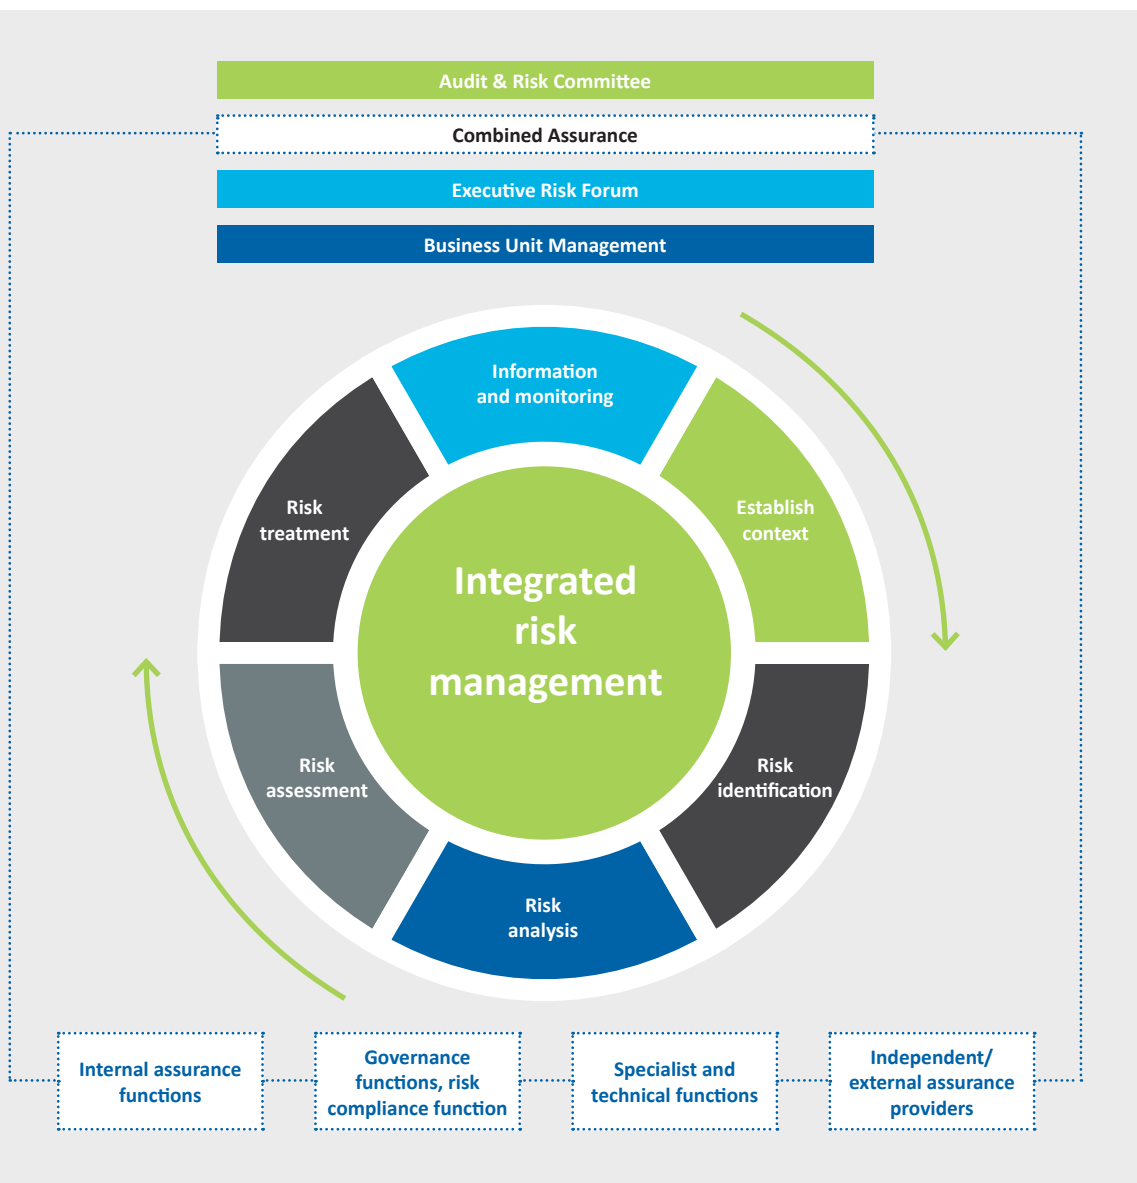 Audit & Risk Committee
Combined Assurance
Executive Risk Forum
Business Unit Management
Information
and monitoring
Establish
context
Risk
identification
Risk
analysis
Risk
assessment
Risk
treatment
Integrated
risk
management
Internal assurance
functions
Governance
functions, risk
compliance function
Specialist and
technical functions
Independent/
external assurance
providers